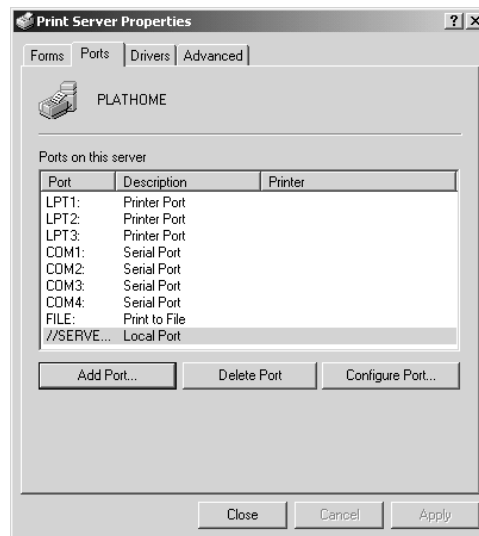 Print Server Properties ? X
Forms Ports Drivers Advanced
PLATHOME
Ports on this server
Port Description Printer
LPT1: Printer Port
LPT2: Printer Port
LPT3: Printer Port
COM1: Serial Port
COM2: Serial Port
COM3: Serial Port
COM4: Serial Port
FILE: Print to File
//SERVE... Local Port
Add Port... Delete Port Configure Port...
Close Cancel Apply